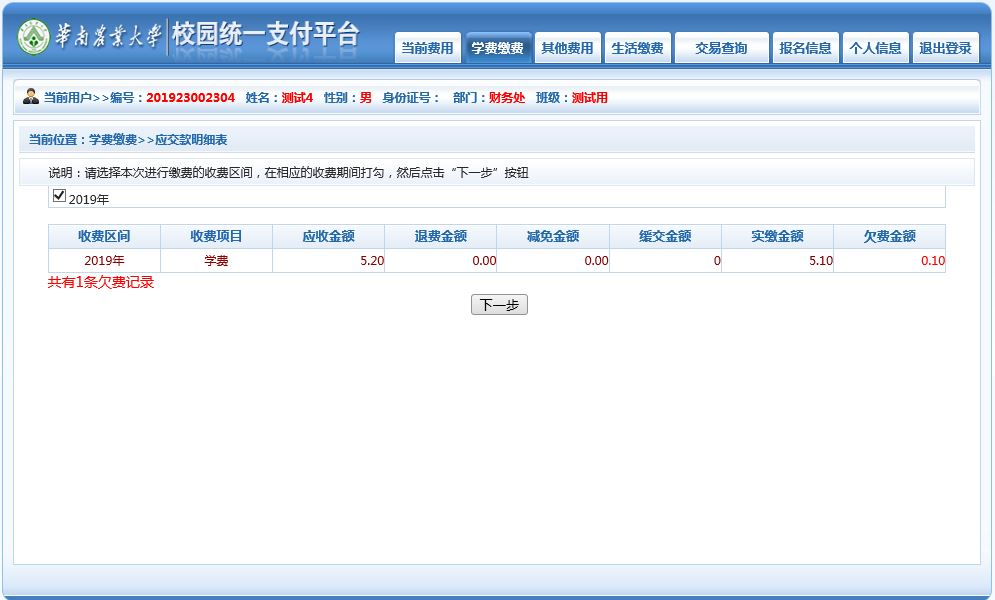 華南農業大學 校园统一支付平台
当前费用 学费缴费 其他费用 生活缴费 交易查询 报名信息 个人信息 退出登录
当前用户>>编号：201923002304 姓名：测试4 性别：男 身份证号： 部门：财务处 班级：测试用
当前位置：学费缴费>>应交款明细表
说明：请选择本次进行缴费的收费区间，在相应的收费期间打勾，然后点击“下一步”按钮
2019年
收费区间 收费项目 应收金额 退费金额 减免金额 缓交金额 实缴金额 欠费金额
2019年 学费 5.20 0.00 0.00 0 5.10 0.10
共有1条欠费记录
下一步